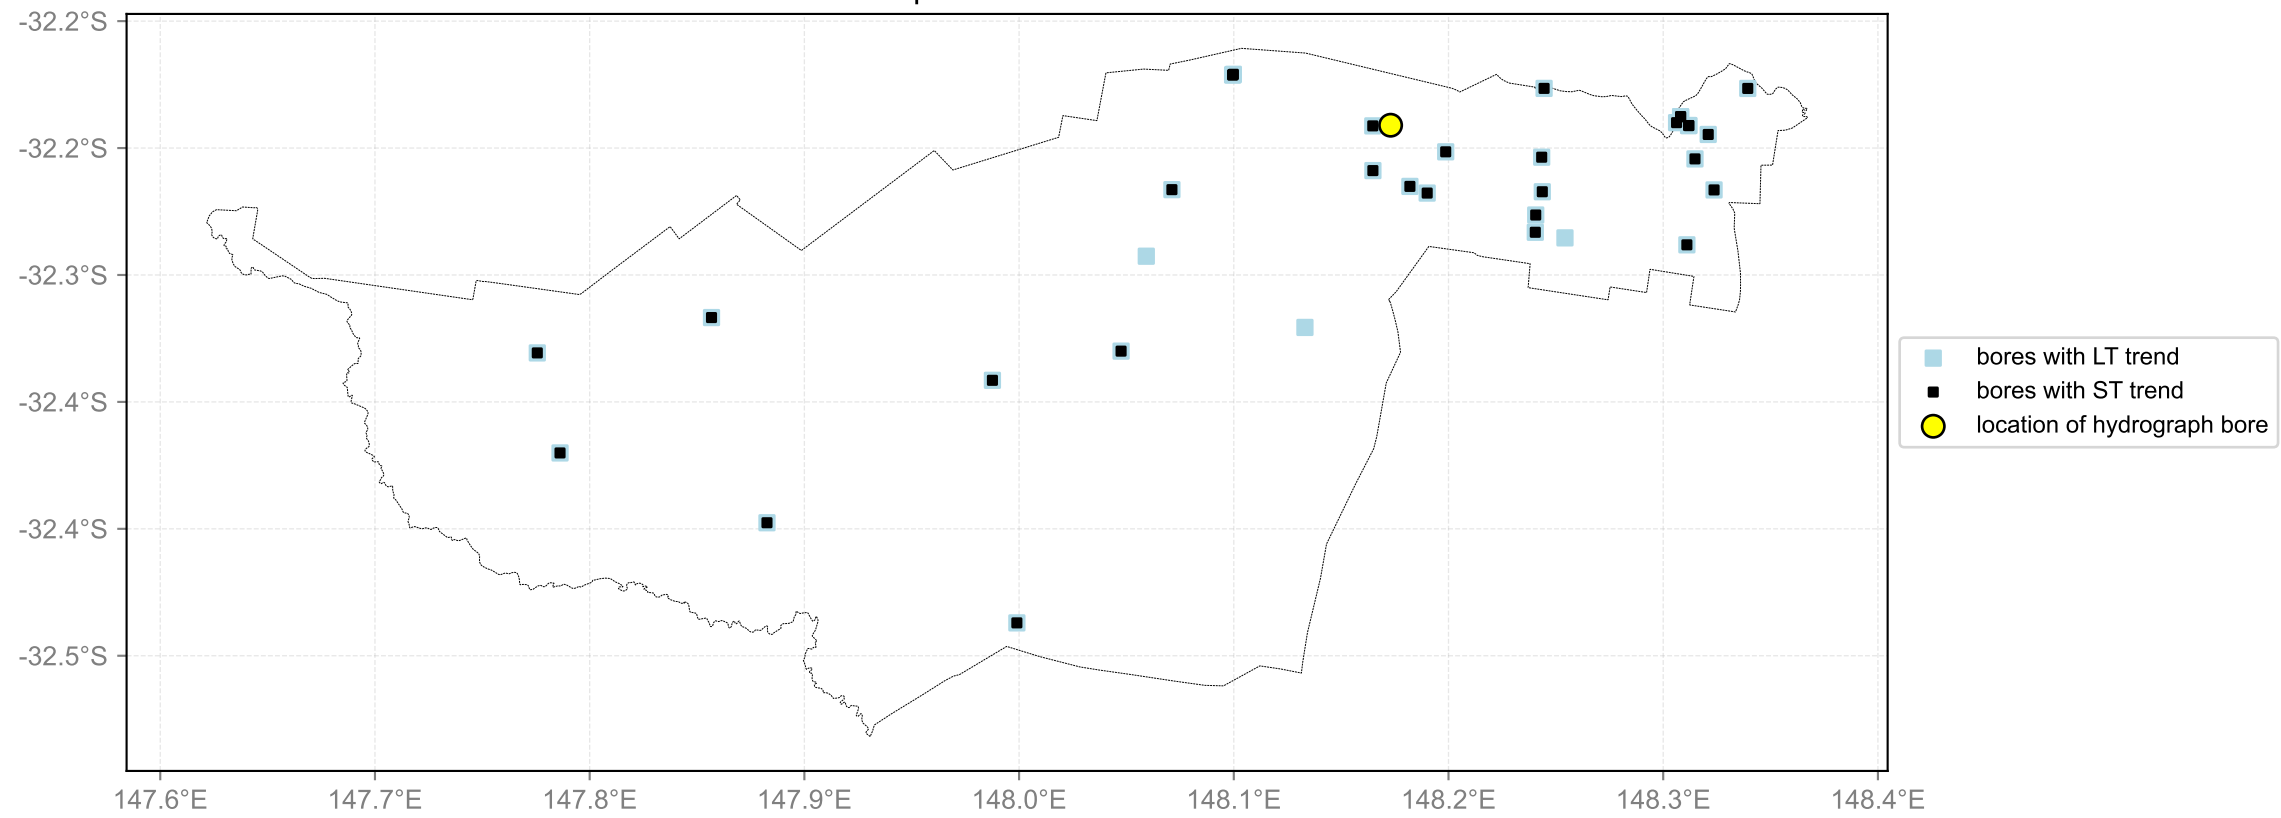 -32.2°S
-32.2°S
-32.3°S
-32.4°S
-32.4°S
-32.5°S
147.6°E 147.7°E 147.8°E 147.9°E 148.0°E 148.1°E 148.2°E 148.3°E 148.4°E
bores with LT trend
bores with ST trend
location of hydrograph bore